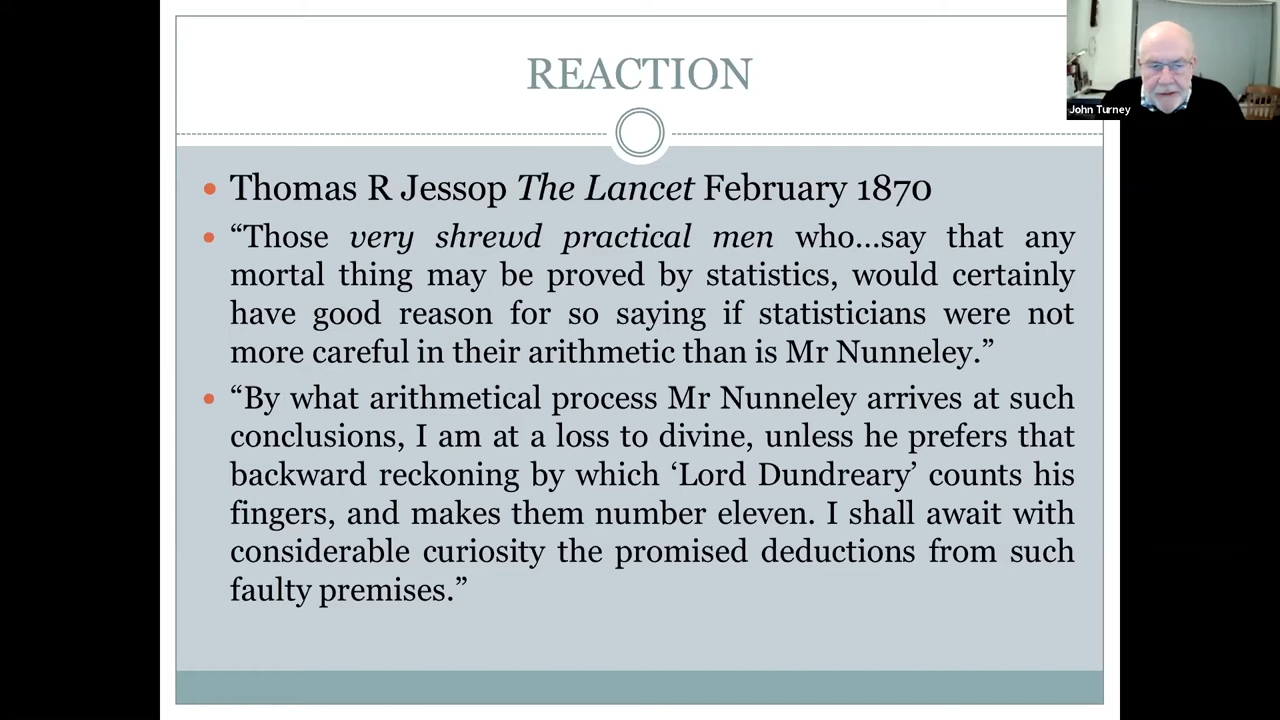 REACTION
John Turney
• Thomas R Jessop The Lancet February 1870
• “Those very shrewd practical men who...say that any
mortal thing may be proved by statistics, would certainly
have good reason for so saying if statisticians were not
more careful in their arithmetic than is Mr Nunneley.”
• “By what arithmetical process Mr Nunneley arrives at such
conclusions, I am at a loss to divine, unless he prefers that
backward reckoning by which ‘Lord Dundreary’ counts his
fingers, and makes them number eleven. I shall await with
considerable curiosity the promised deductions from such
faulty premises.”